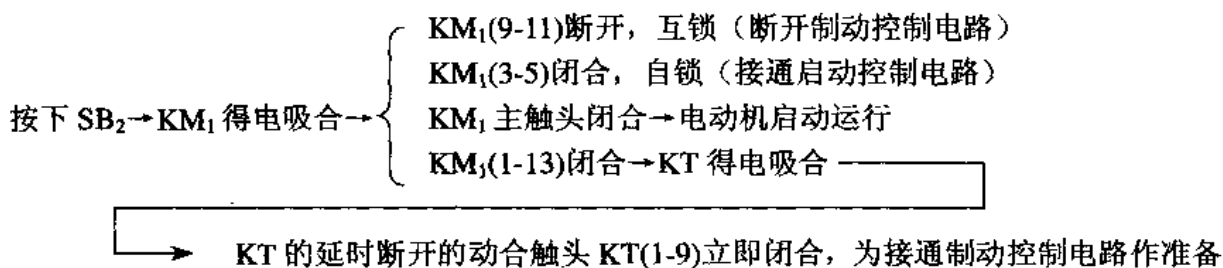 KM₁(9-11)断开，互锁（断开制动控制电路）
KM₁(3-5)闭合，自锁（接通启动控制电路）
按下 SB₂→KM₁ 得电吸合→
KM₁ 主触头闭合→电动机启动运行
KM₁(1-13)闭合→KT 得电吸合
KT 的延时断开的动合触头 KT(1-9)立即闭合，为接通制动控制电路作准备